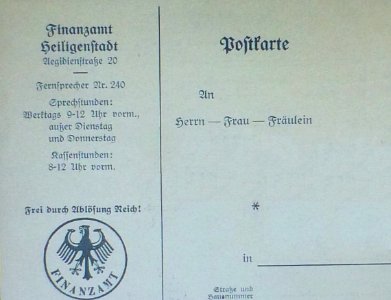 Finanzamt
Heiligenstadt
Aegidienstraße 20
Fernsprecher Nr. 240
Sprechstunden:
Werktags 9-12 Uhr vorm.,
außer Dienstag
und Donnerstag
Kassenstunden:
8-12 Uhr vorm.
Frei durch Ablösung Reich!
FINANZAMT
Postkarte
An
Herrn — Frau — Fräulein
*
in
Straße und
Hausnummer